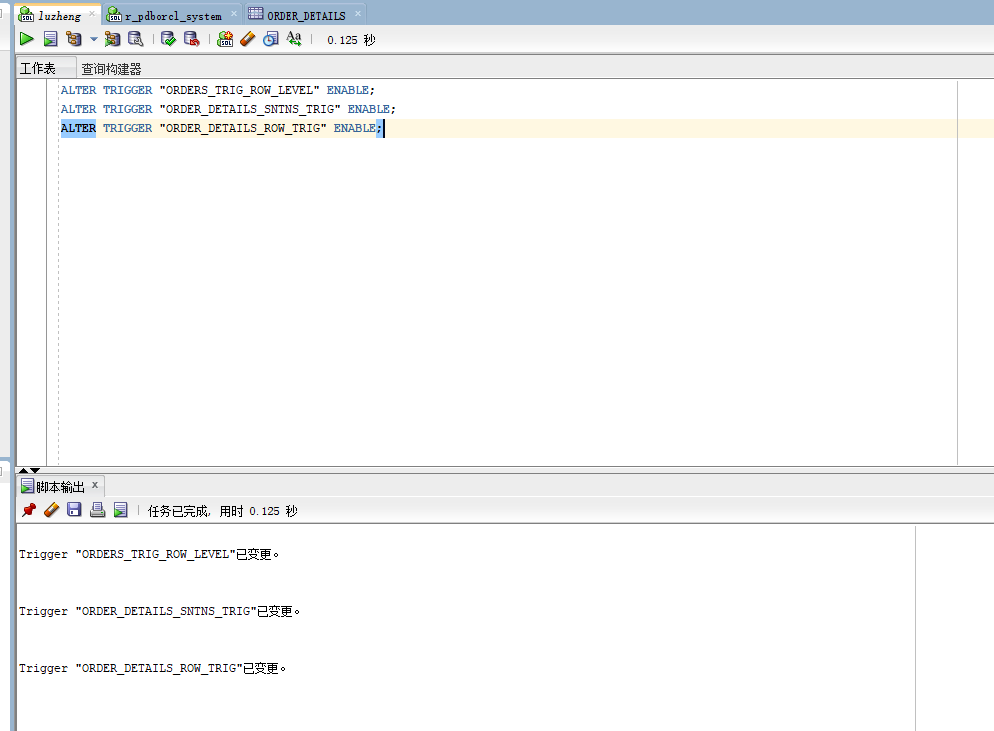 luzheng
r_pdborcl_system
ORDER_DETAILS
0.125 秒
工作表
查询构建器
ALTER TRIGGER "ORDERS_TRIG_ROW_LEVEL" ENABLE;
ALTER TRIGGER "ORDER_DETAILS_SNTNS_TRIG" ENABLE;
ALTER TRIGGER "ORDER_DETAILS_ROW_TRIG" ENABLE;
脚本输出
任务已完成, 用时 0.125 秒
Trigger "ORDERS_TRIG_ROW_LEVEL"已变更。
Trigger "ORDER_DETAILS_SNTNS_TRIG"已变更。
Trigger "ORDER_DETAILS_ROW_TRIG"已变更。